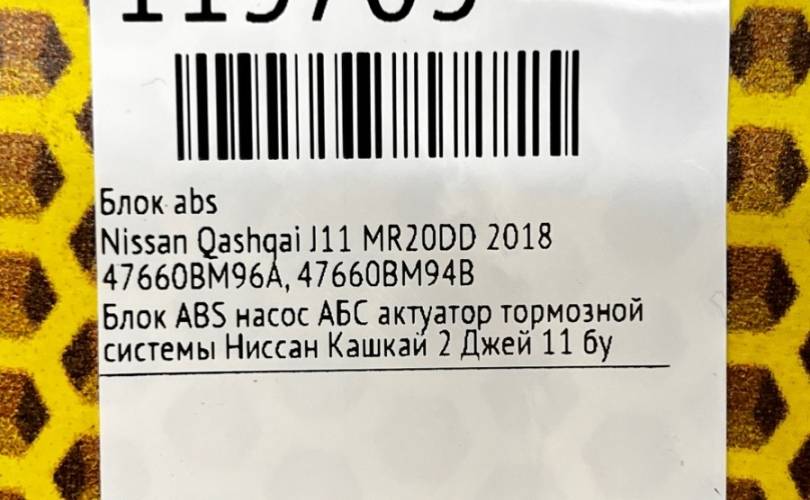 Блок abs
Nissan Qashqai J11 MR20DD 2018
47660BM96A, 47660BM94B
Блок ABS насос АБС актуатор тормозной
системы Ниссан Кашкай 2 Джей 11 бу